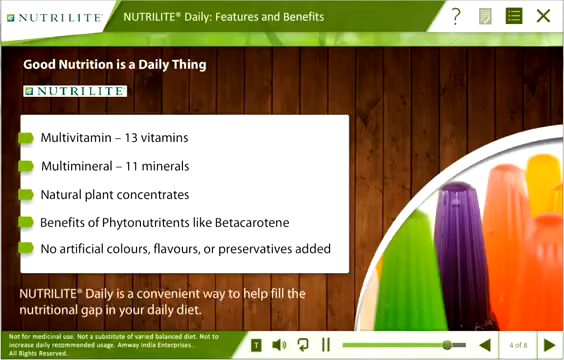 NUTRILITE®
NUTRILITE® Daily: Features and Benefits
?
Good Nutrition is a Daily Thing
NUTRILITE®
Multivitamin – 13 vitamins
Multimineral – 11 minerals
Natural plant concentrates
Benefits of Phytonutritents like Betacarotene
No artificial colours, flavours, or preservatives added
NUTRILITE® Daily is a convenient way to help fill the
nutritional gap in your daily diet.
Not for medicinal use. Not a substitute of varied balanced diet. Not to
increase daily recommended usage. Amway India Enterprises.
All Rights Reserved.
T
4 of 8